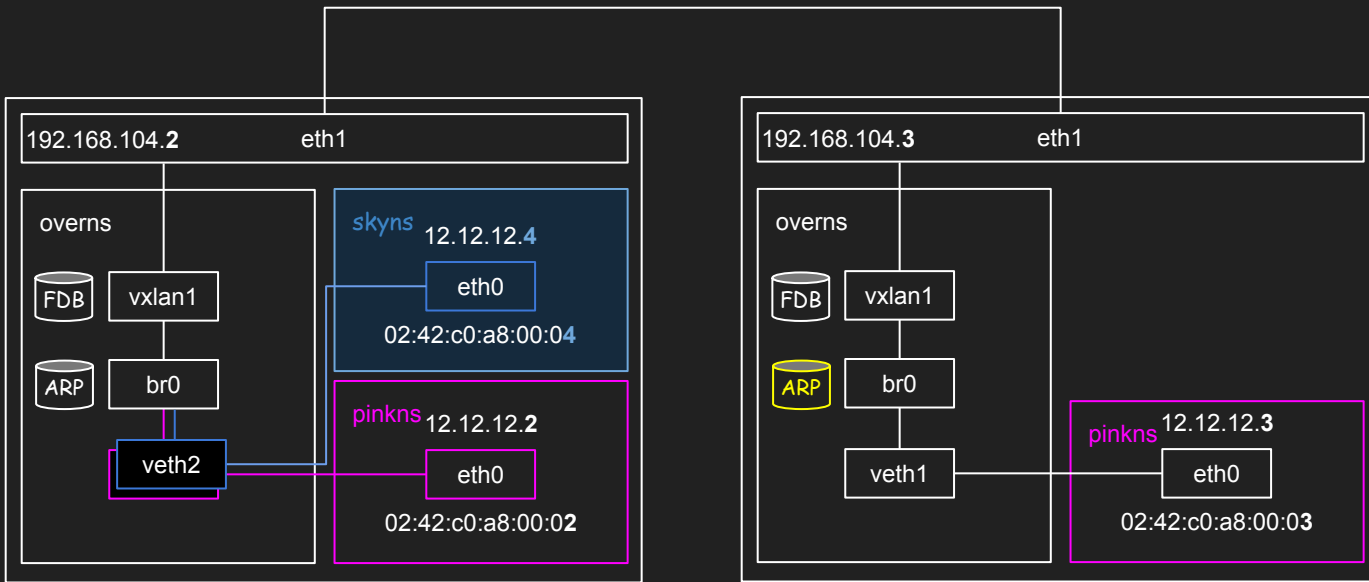 192.168.104.2
eth1
overns
FDB
vxlan1
ARP
br0
veth2
skyns
12.12.12.4
eth0
02:42:c0:a8:00:04
pinkns
12.12.12.2
eth0
02:42:c0:a8:00:02
192.168.104.3
eth1
overns
FDB
vxlan1
ARP
br0
veth1
pinkns
12.12.12.3
eth0
02:42:c0:a8:00:03